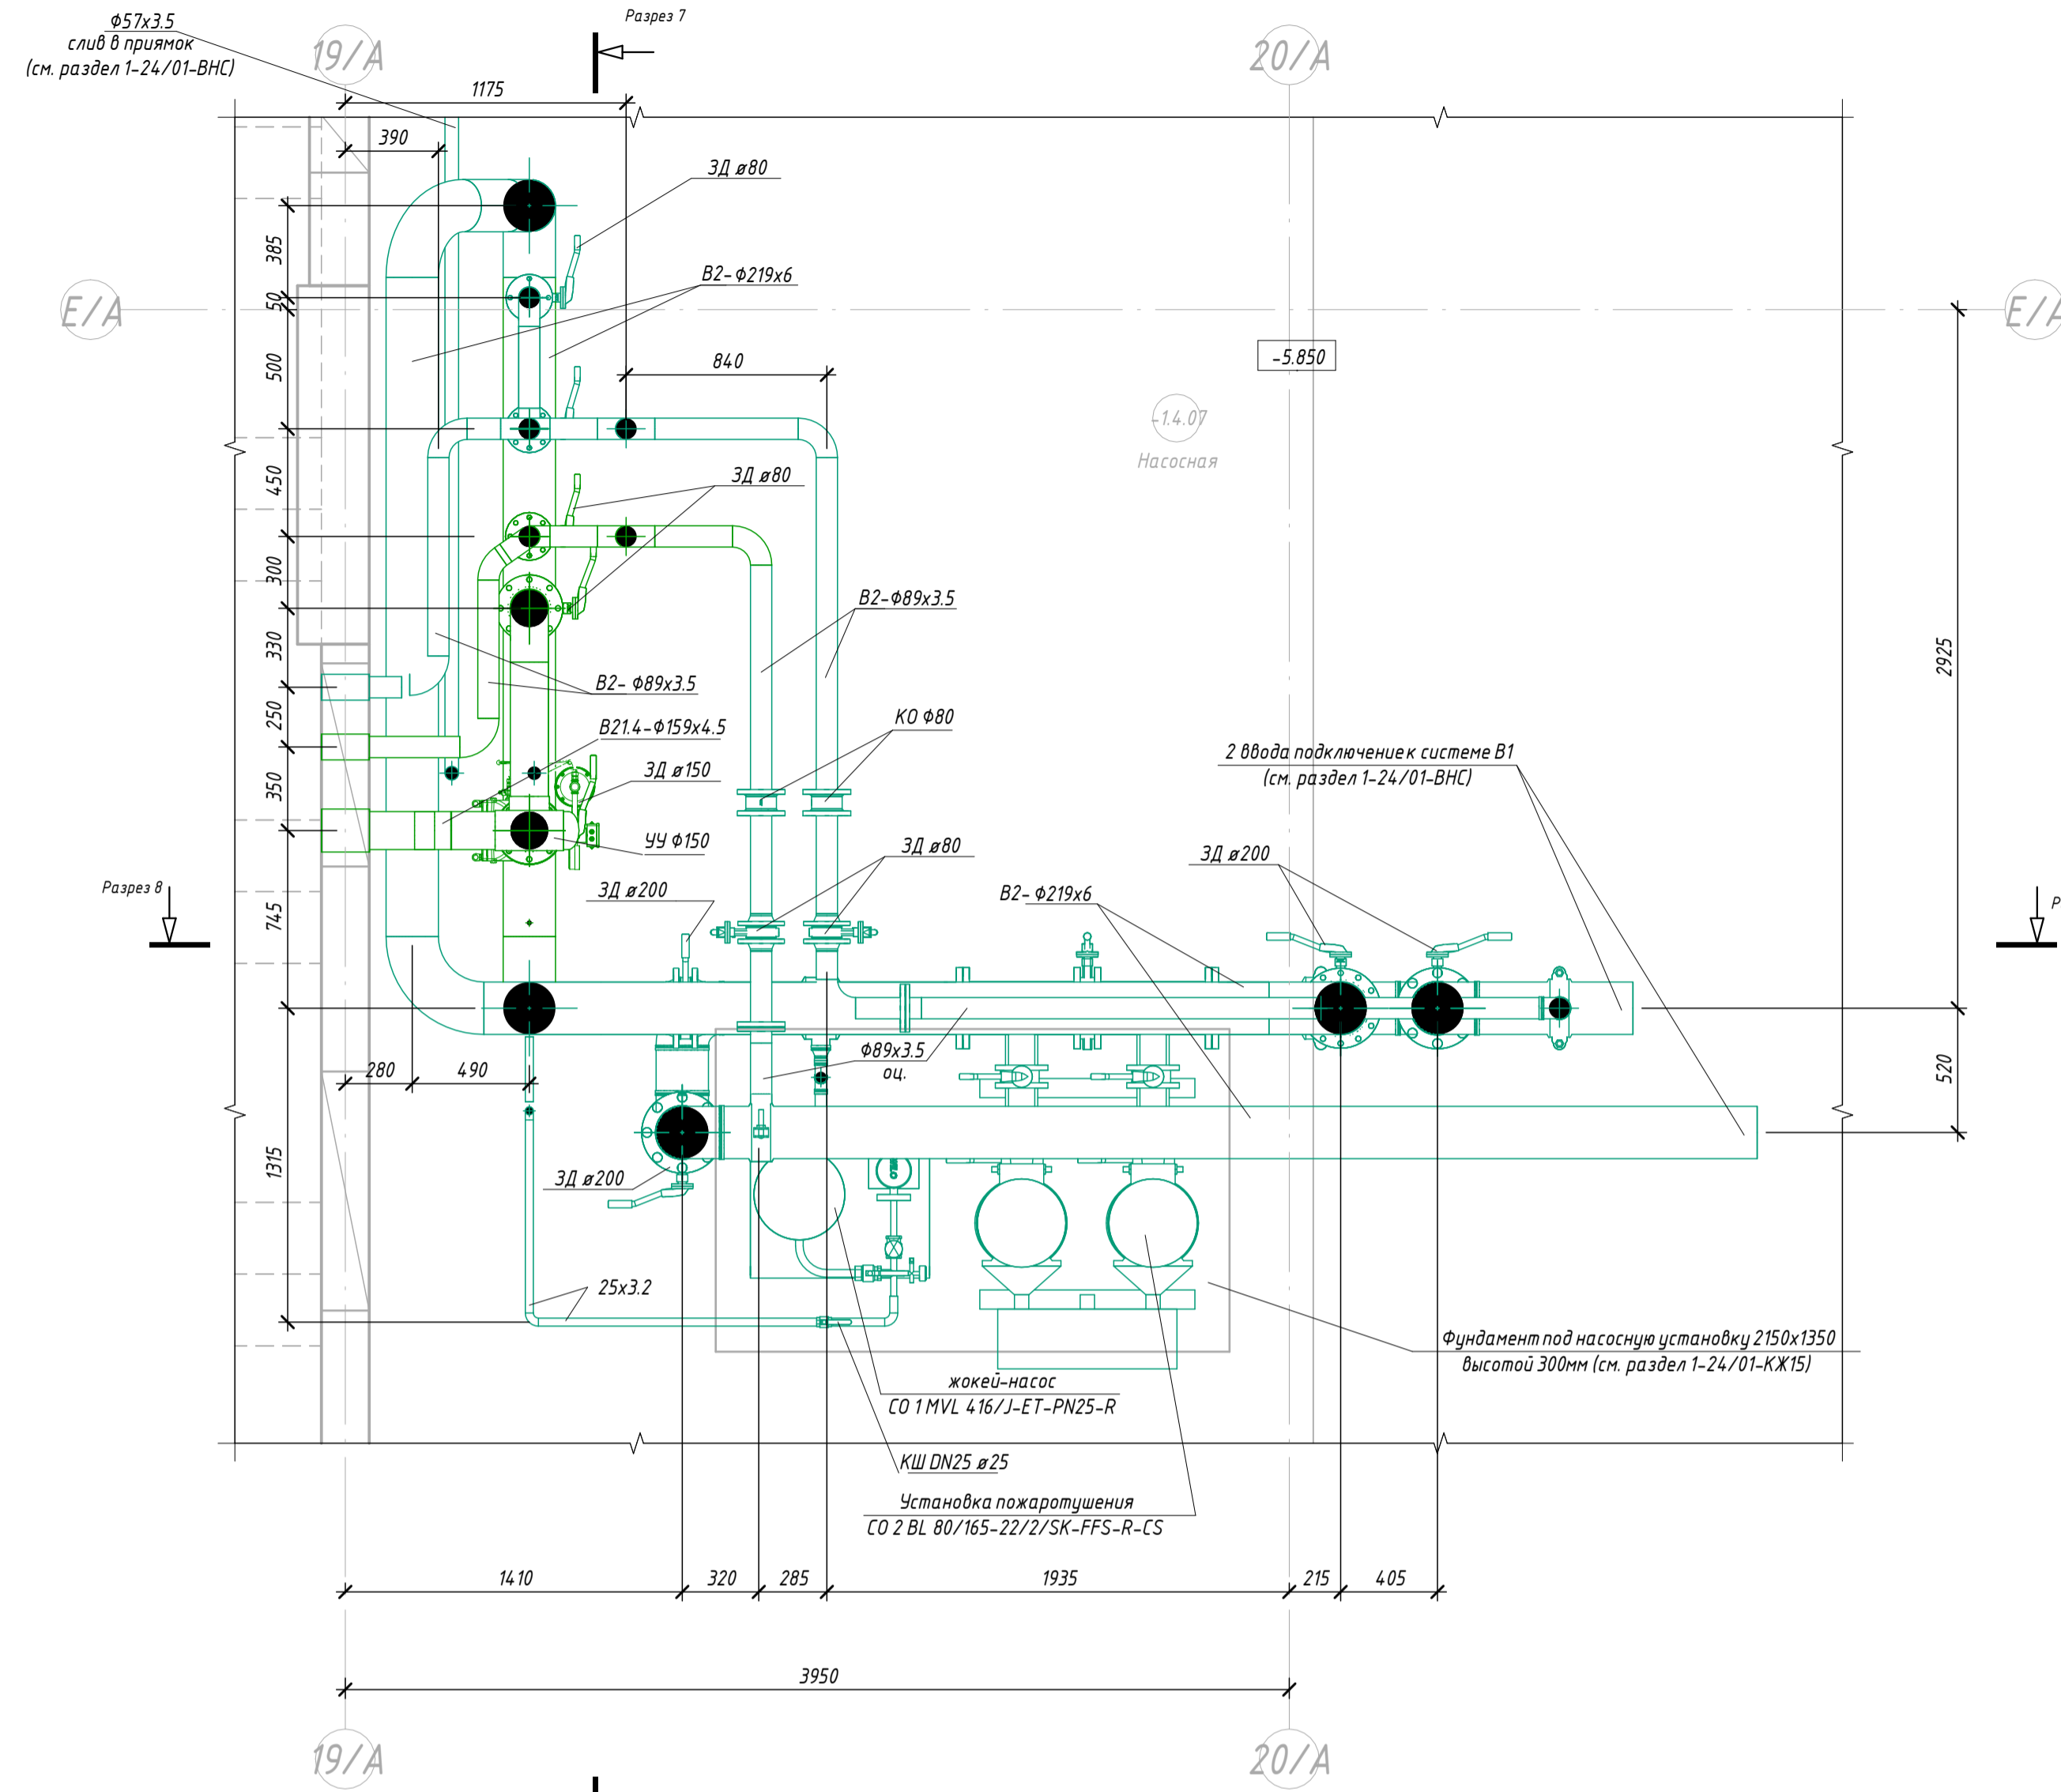 Разрез 7
Ф57х3.5
слив в приямок
(см. раздел 1-24/01-ВНС)
19/А
20/А
1175
390
ЗД ø80
385
50
В2-Ф219х6
Е/А
Е/А
500
840
-5.850
-1.4.07
Насосная
450
ЗД ø80
300
В2-Ф89х3.5
330
2925
В2- Ф89х3.5
250
В21.4-Ф159х4.5
КО Ф80
2 ввода подключение к системе В1
(см. раздел 1-24/01-ВНС)
350
ЗД ø150
УУ Ф150
ЗД ø80
ЗД ø200
Разрез 8
ЗД ø200
В2- Ф219х6
Р
745
Ф89х3.5
оц.
280
490
520
1315
ЗД ø200
25х3.2
Фундамент под насосную установку 2150х1350
высотой 300мм (см. раздел 1-24/01-КЖ15)
жокей-насос
СО 1 MVL 416/J-ET-PN25-R
КШ DN25 ø25
Установка пожаротушения
СО 2 BL 80/165-22/2/SK-FFS-R-CS
1410
320
285
1935
215
405
3950
19/А
20/А